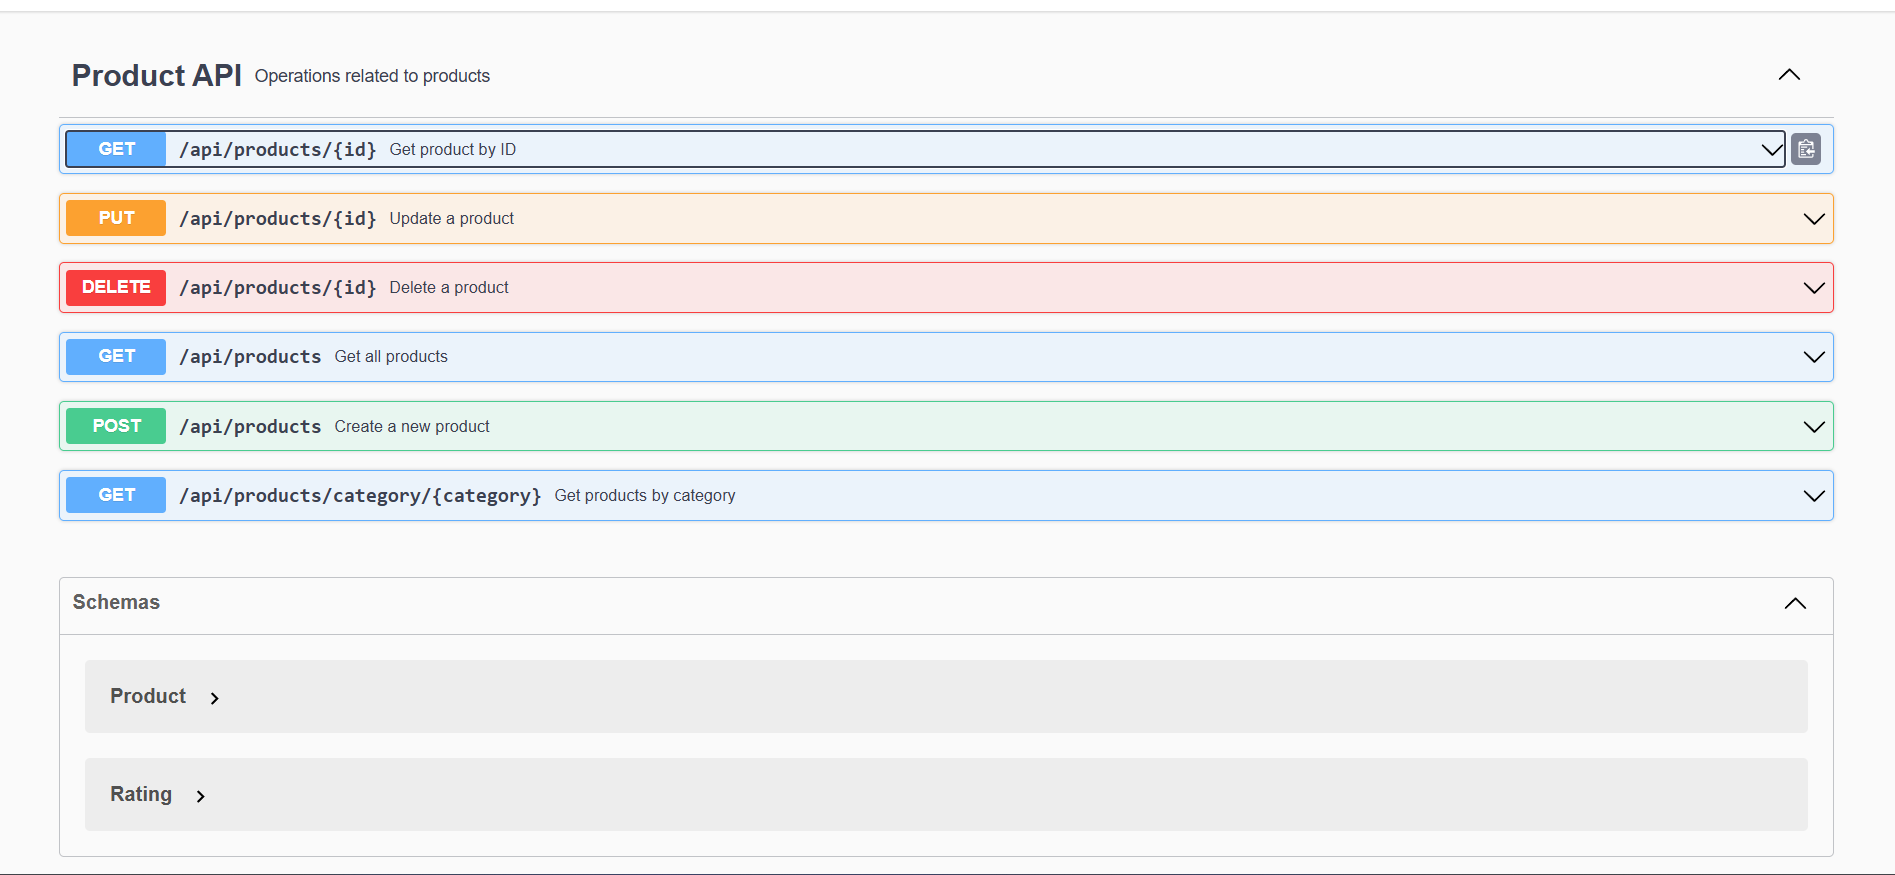 Product API Operations related to products
GET /api/products/{id} Get product by ID
PUT /api/products/{id} Update a product
DELETE /api/products/{id} Delete a product
GET /api/products Get all products
POST /api/products Create a new product
GET /api/products/category/{category} Get products by category
Schemas
Product
Rating